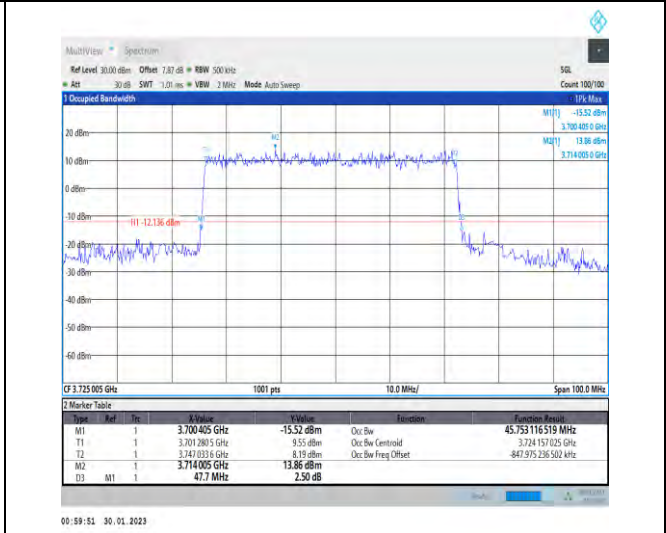 MultiView Spectrum
Ref Level 30.00 dBm Offset 7.87 dB RBW 500 kHz SGL
Att 30 dB SWT 1.01 ms VBW 2 MHz Mode Auto Sweep Count 100/100
1 Occupied Bandwidth 1Pk Max
M1[1] -15.52 dBm
3.700 405 0 GHz
M2[1] 13.86 dBm
3.714 005 0 GHz
20 dBm
M2
10 dBm
0 dBm
-10 dBm
H1 -12.136 dBm
M1
-20 dBm
-30 dBm
-40 dBm
-50 dBm
-60 dBm
CF 3.725 005 GHz 1001 pts 10.0 MHz/ Span 100.0 MHz
2 Marker Table
Type Ref Trc X-Value Y-Value Function Function Result
M1 1 3.700 405 GHz -15.52 dBm Occ Bw 45.753 116 519 MHz
T1 1 3.701 280 5 GHz 9.55 dBm Occ Bw Centroid 3.724 157 025 GHz
T2 1 3.747 033 6 GHz 8.19 dBm Occ Bw Freq Offset -847.975 236 502 kHz
M2 1 3.714 005 GHz 13.86 dBm
D3 M1 1 47.7 MHz 2.50 dB
Ready
00:59:51 30.01.2023